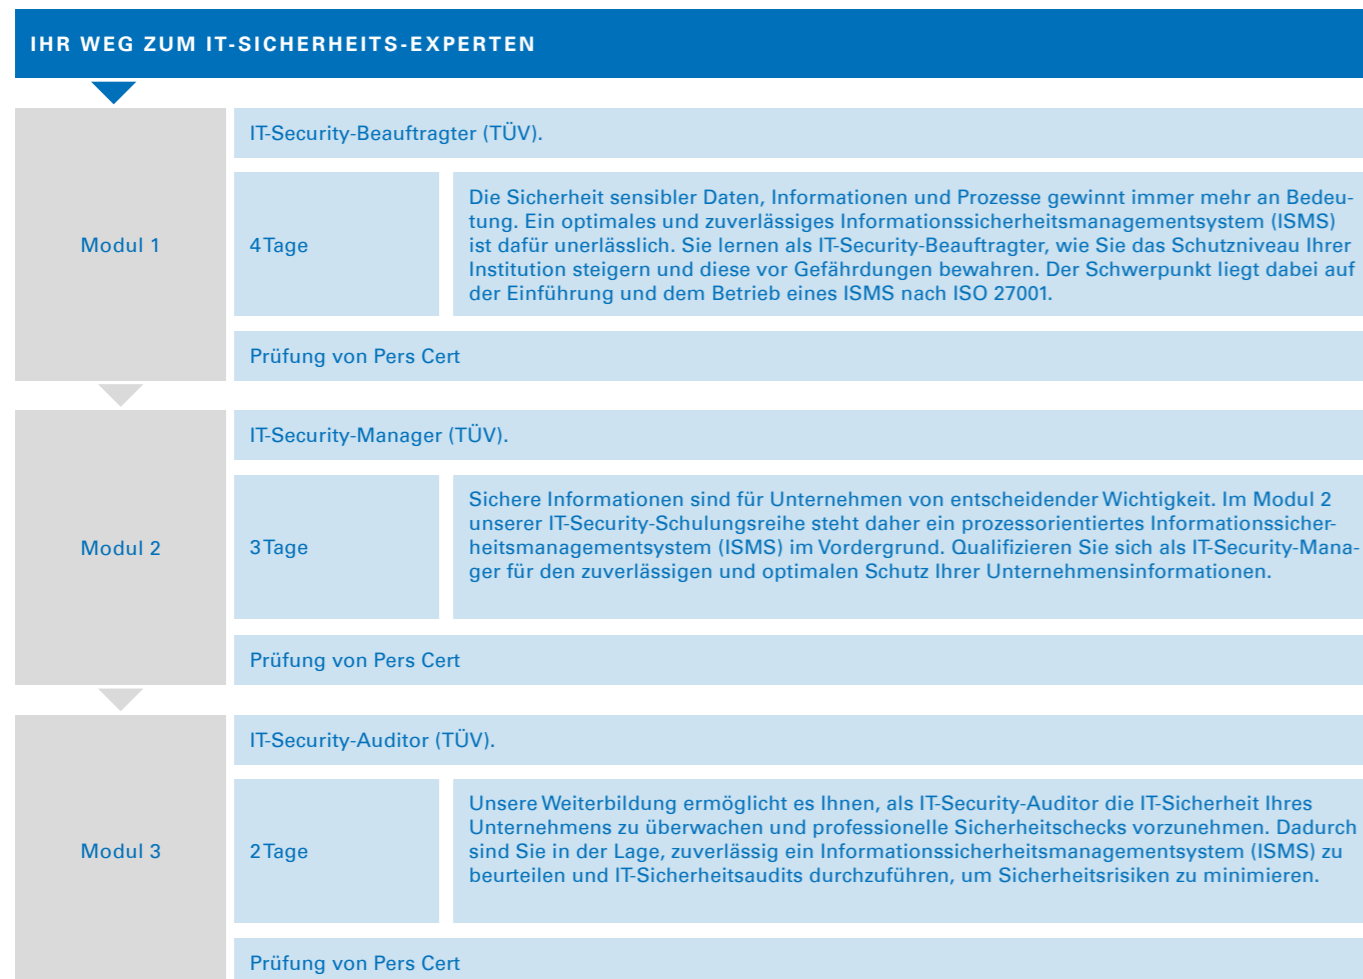 IHR WEG ZUM IT-SICHERHEITS-EXPERTEN
Modul 1
IT-Security-Beauftragter (TÜV).
4 Tage
Die Sicherheit sensibler Daten, Informationen und Prozesse gewinnt immer mehr an Bedeu-
tung. Ein optimales und zuverlässiges Informationssicherheitsmanagementsystem (ISMS)
ist dafür unerlässlich. Sie lernen als IT-Security-Beauftragter, wie Sie das Schutzniveau Ihrer
Institution steigern und diese vor Gefährdungen bewahren. Der Schwerpunkt liegt dabei auf
der Einführung und dem Betrieb eines ISMS nach ISO 27001.
Prüfung von Pers Cert
Modul 2
IT-Security-Manager (TÜV).
3 Tage
Sichere Informationen sind für Unternehmen von entscheidender Wichtigkeit. Im Modul 2
unserer IT-Security-Schulungsreihe steht daher ein prozessorientiertes Informationssicher-
heitsmanagementsystem (ISMS) im Vordergrund. Qualifizieren Sie sich als IT-Security-Mana-
ger für den zuverlässigen und optimalen Schutz Ihrer Unternehmensinformationen.
Prüfung von Pers Cert
Modul 3
IT-Security-Auditor (TÜV).
2 Tage
Unsere Weiterbildung ermöglicht es Ihnen, als IT-Security-Auditor die IT-Sicherheit Ihres
Unternehmens zu überwachen und professionelle Sicherheitschecks vorzunehmen. Dadurch
sind Sie in der Lage, zuverlässig ein Informationssicherheitsmanagementsystem (ISMS) zu
beurteilen und IT-Sicherheitsaudits durchzuführen, um Sicherheitsrisiken zu minimieren.
Prüfung von Pers Cert